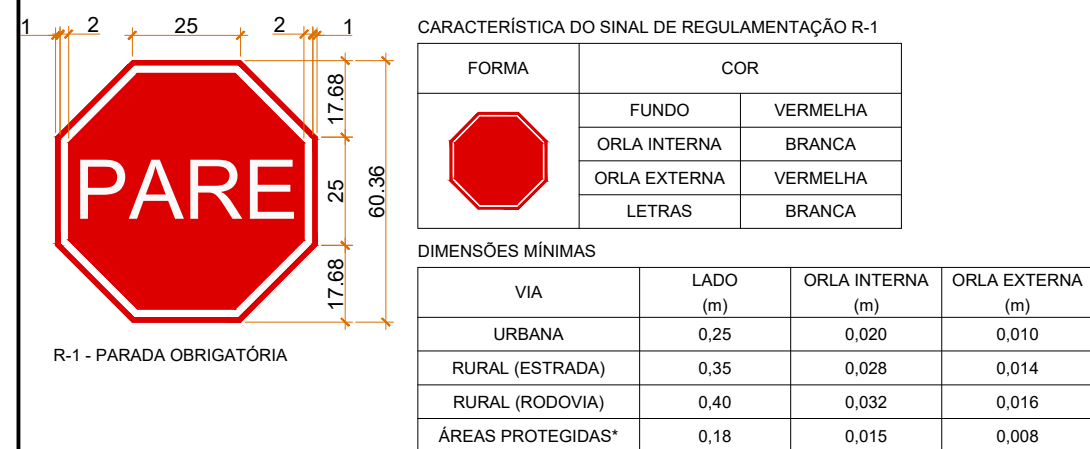 1 2 25 2 1
17.68
25
17.68
60.36
PARE
R-1 - PARADA OBRIGATÓRIA
CARACTERÍSTICA DO SINAL DE REGULAMENTAÇÃO R-1
FORMA COR
FUNDO VERMELHA
ORLA INTERNA BRANCA
ORLA EXTERNA VERMELHA
LETRAS BRANCA
DIMENSÕES MÍNIMAS
VIA LADO (m) ORLA INTERNA (m) ORLA EXTERNA (m)
URBANA 0,25 0,020 0,010
RURAL (ESTRADA) 0,35 0,028 0,014
RURAL (RODOVIA) 0,40 0,032 0,016
ÁREAS PROTEGIDAS* 0,18 0,015 0,008